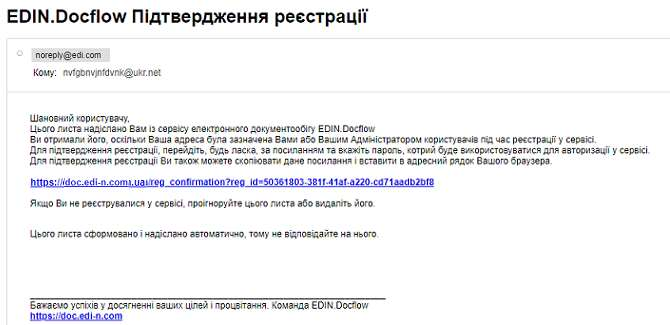 EDIN.Docflow Підтвердження реєстрації
noreply@edi.com
Кому: nvfgbnvjnfdvnk@ukr.net
Шановний користувачу,
Цього листа надіслано Вам із сервісу електронного документообігу EDIN.Docflow
Ви отримали його, оскільки Ваша адреса була зазначена Вами або Вашим Адміністратором користувачів під час реєстрації у сервісі.
Для підтвердження реєстрації, перейдіть, будь ласка, за посиланням та вкажіть пароль, котрий буде використовуватися для авторизації у сервісі.
Для підтвердження реєстрації Ви також можете скопіювати дане посилання і вставити в адресний рядок Вашого браузера.
https://doc.edi-n.com.ua/reg_confirmation?reg_id=50361803-381f-41af-a220-cd71aadb2bf8
Якщо Ви не реєструвалися у сервісі, проігноруйте цього листа або видаліть його.
Цього листа сформовано і надіслано автоматично, тому не відповідайте на нього.
Бажаємо успіхів у досягненні ваших цілей і процвітання. Команда EDIN.Docflow
https://doc.edi-n.com